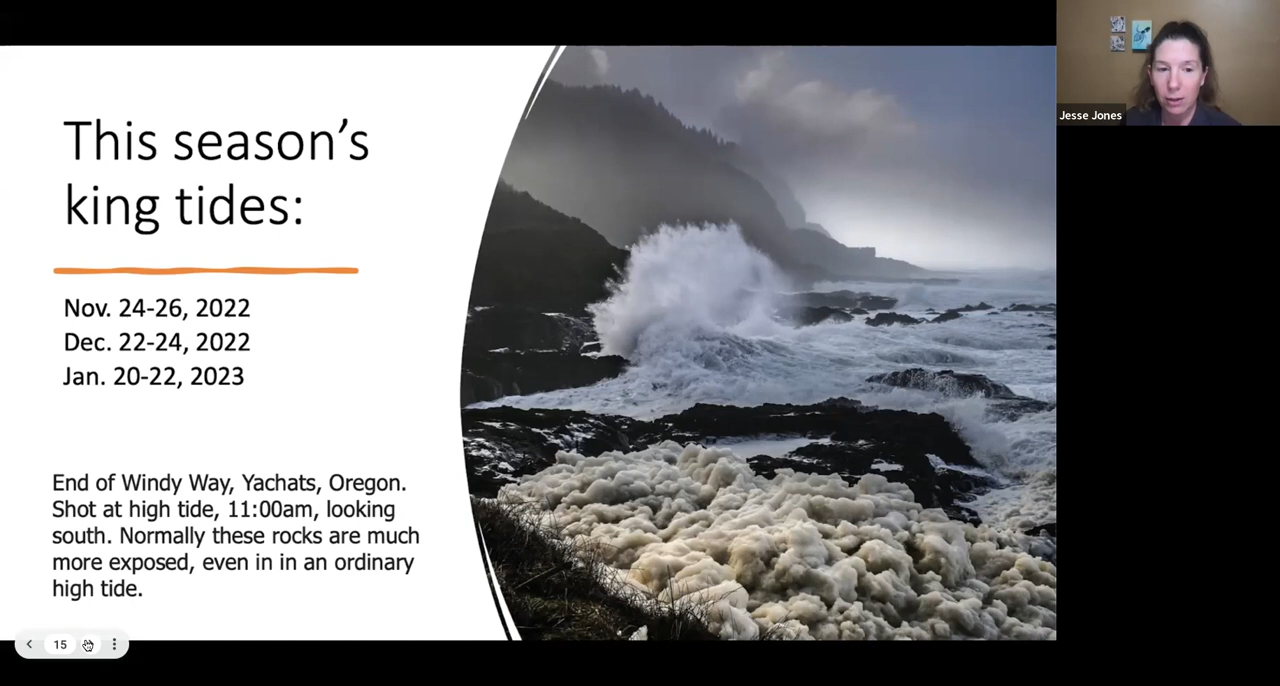 This season’s
king tides:
Nov. 24-26, 2022
Dec. 22-24, 2022
Jan. 20-22, 2023
End of Windy Way, Yachats, Oregon.
Shot at high tide, 11:00am, looking
south. Normally these rocks are much
more exposed, even in in an ordinary
high tide.
15
Jesse Jones